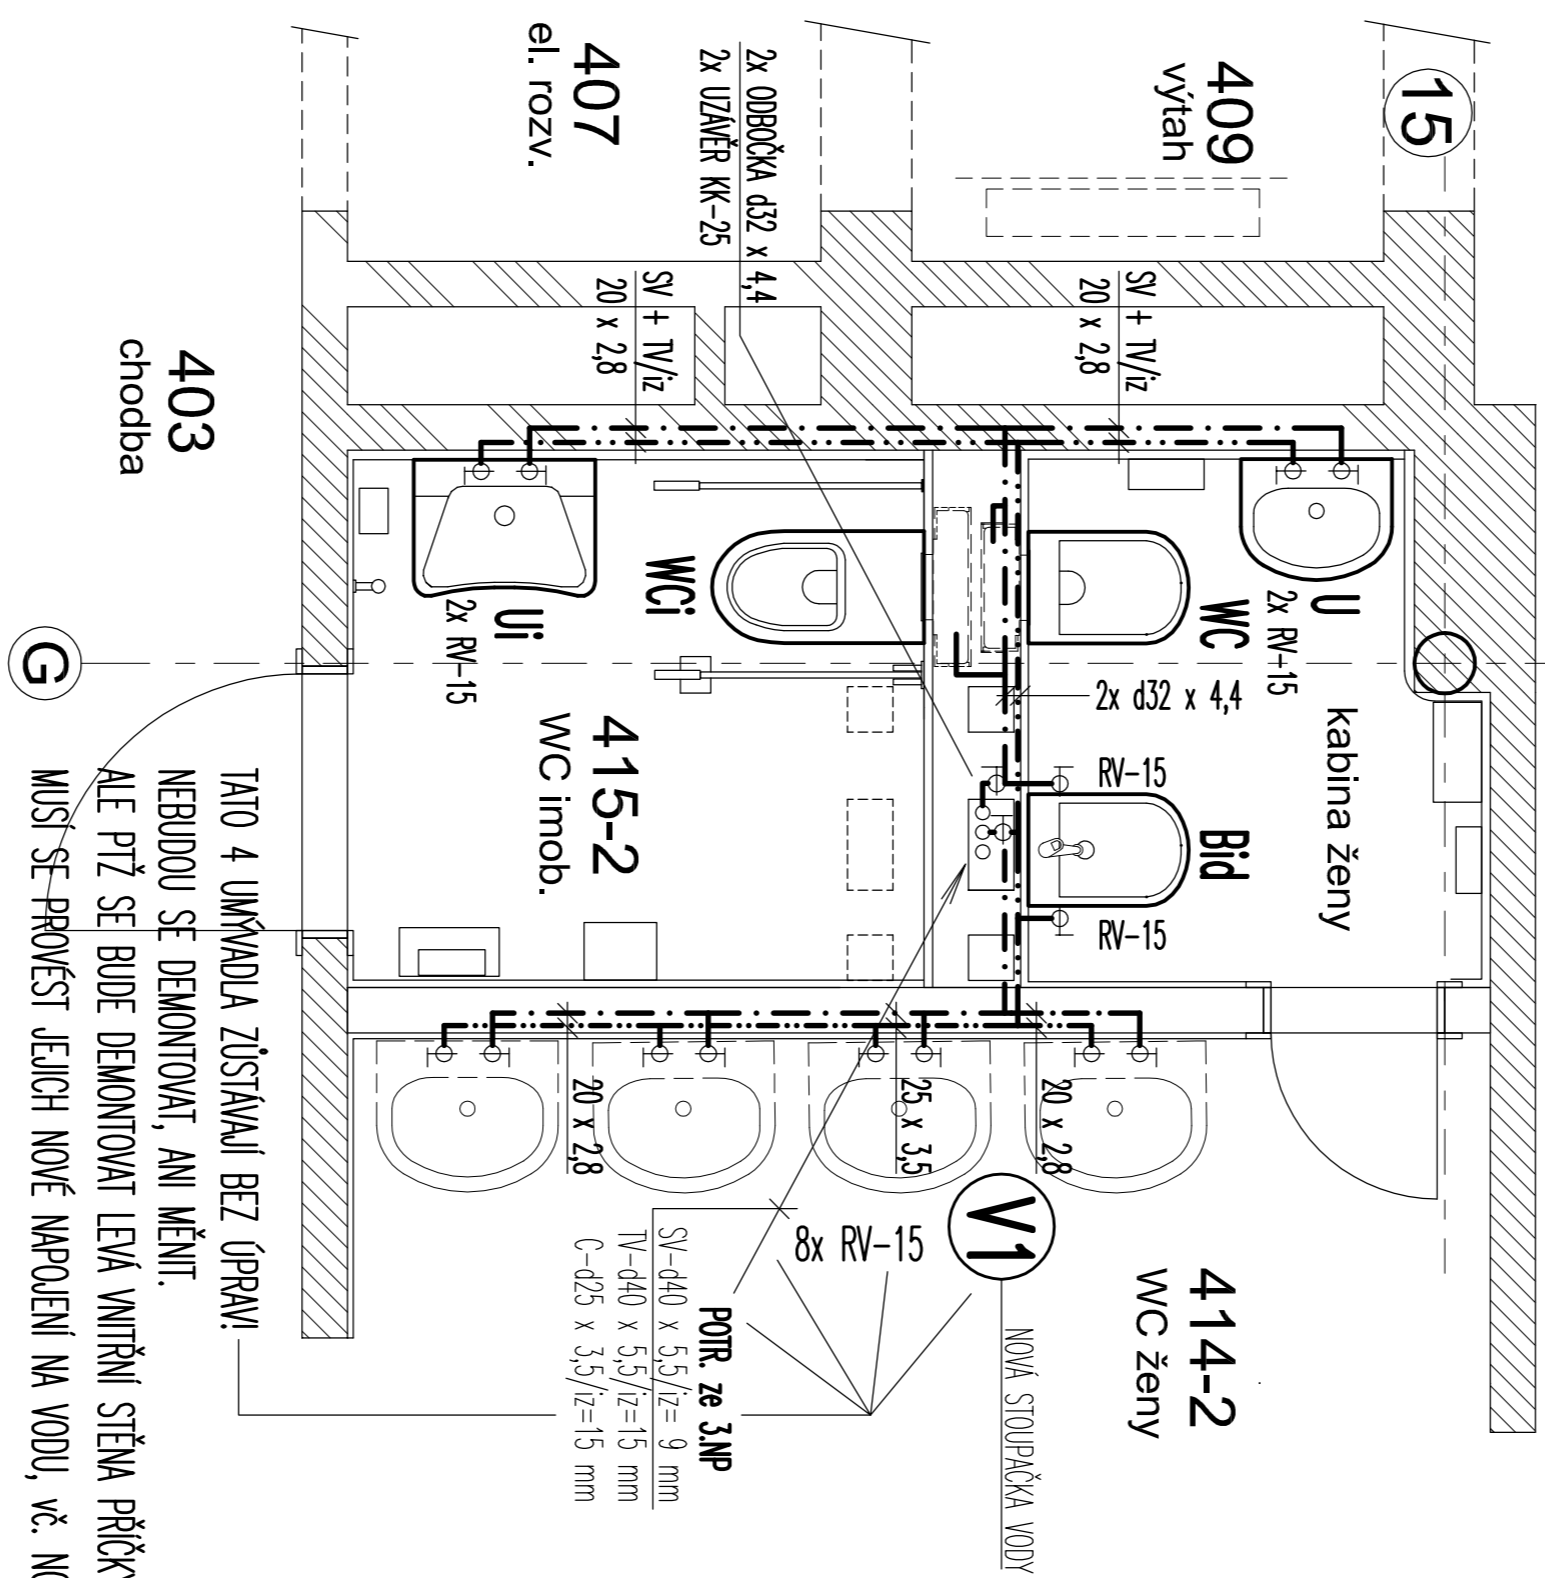 15
409
výtah
407
el. rozv.
2x ODBOČKA d32 x 4,4
2x UZÁVĚR KK-25
SV + TV/iz
20 x 2,8
SV + TV/iz
20 x 2,8
403
chodba
U
2x RV-15
WC
kabina ženy
2x d32 x 4,4
RV-15
Bid
RV-15
WCi
Ui
2x RV-15
415-2
WC imob.
G
20 x 2,8
25 x 3,5
20 x 2,8
V1
NOVÁ STOUPAČKA VODY
8x RV-15
414-2
WC ženy
POTR. ze 3.NP
SV-d40 x 5,5/iz= 9 mm
TV-d40 x 5,5/iz=15 mm
C-d25 x 3,5/iz=15 mm
TATO 4 UMÝVADLA ZŮSTÁVAJÍ BEZ ÚPRAV!
NEBUDOU SE DEMONTOVAT, ANI MĚNIT.
ALE PTŽ SE BUDE DEMONTOVAT LEVÁ VNITŘNÍ STĚNA PŘÍČKY
MUSÍ SE PROVÉST JEJICH NOVÉ NAPOJENÍ NA VODU, VČ.